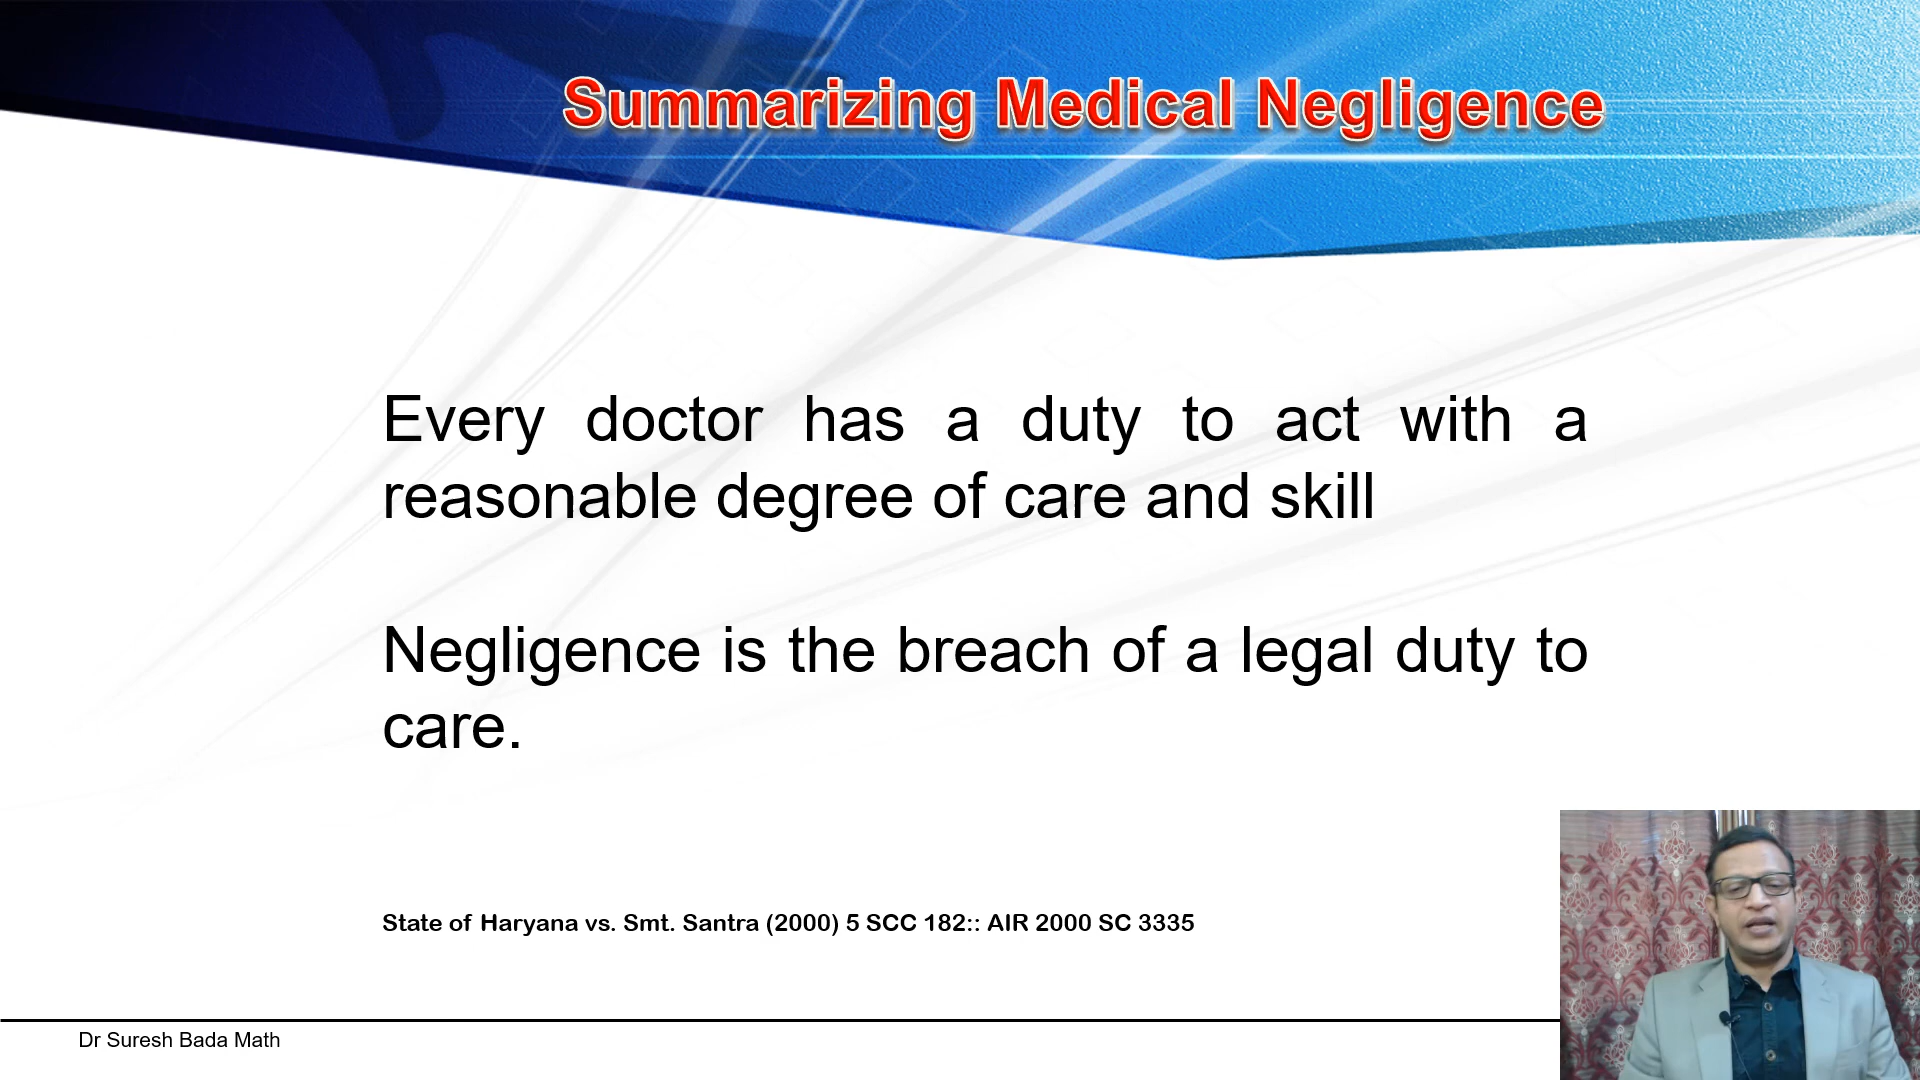 Summarizing Medical Negligence
Every doctor has a duty to act with a
reasonable degree of care and skill
Negligence is the breach of a legal duty to
care.
State of Haryana vs. Smt. Santra (2000) 5 SCC 182:: AIR 2000 SC 3335
Dr Suresh Bada Math